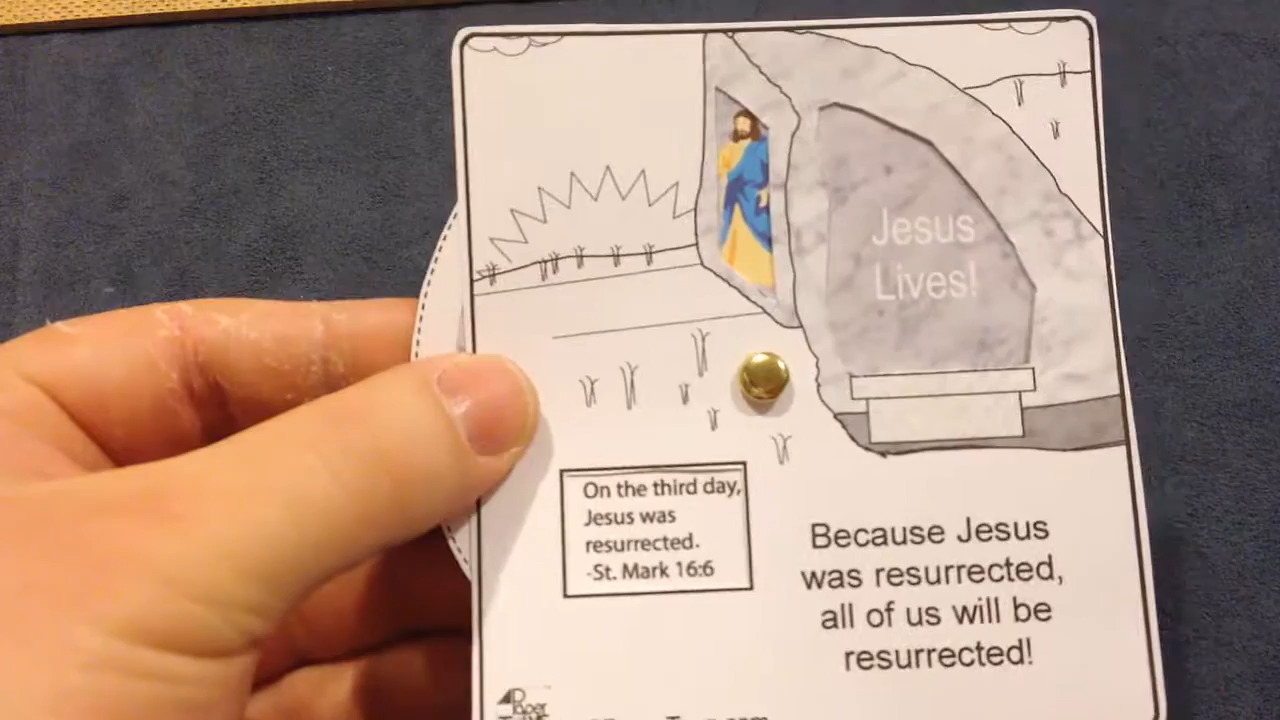 Jesus
Lives!
On the third day,
Jesus was
resurrected.
-St. Mark 16:6
Because Jesus
was resurrected,
all of us will be
resurrected!
Paper